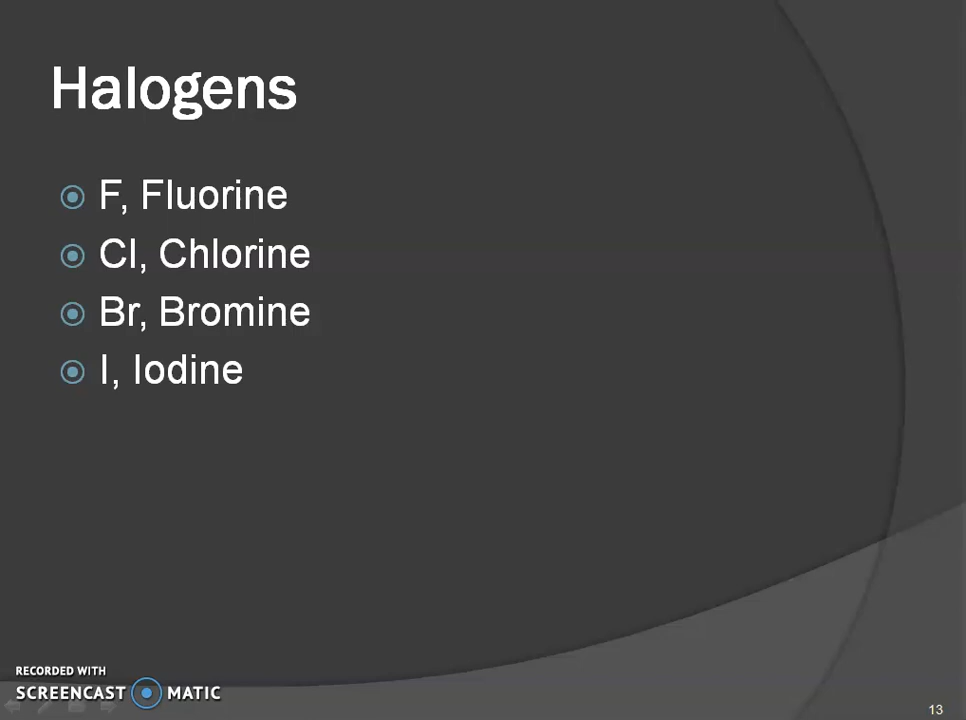 Halogens
F, Fluorine
Cl, Chlorine
Br, Bromine
I, Iodine
RECORDED WITH
SCREENCAST MATIC
13